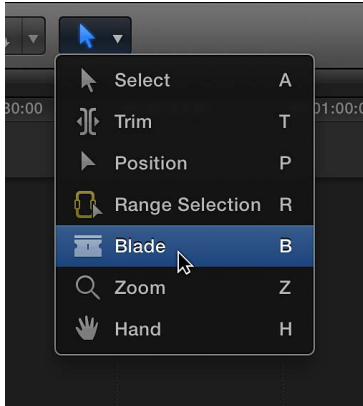 30:00
01:00:0
Select A
Trim T
Position P
Range Selection R
Blade B
Zoom Z
Hand H